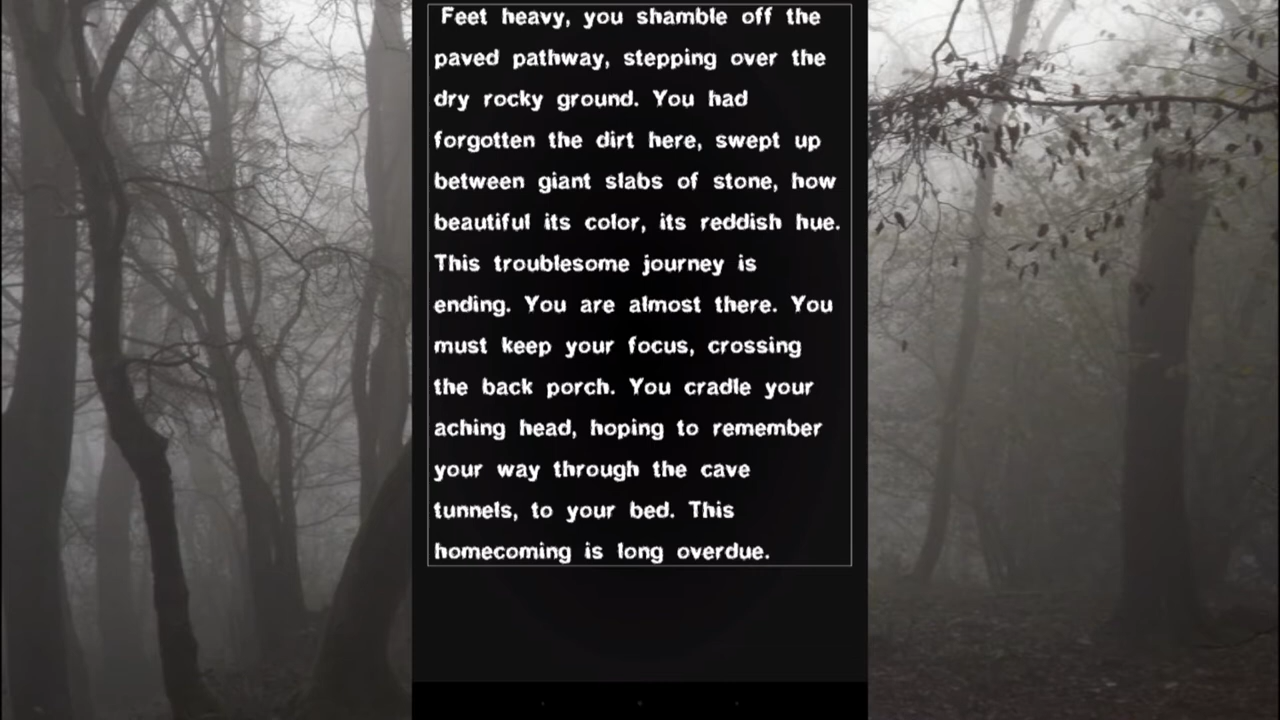 Feet heavy, you shamble off the
paved pathway, stepping over the
dry rocky ground. You had
forgotten the dirt here, swept up
between giant slabs of stone, how
beautiful its color, its reddish hue.
This troublesome journey is
ending. You are almost there. You
must keep your focus, crossing
the back porch. You cradle your
aching head, hoping to remember
your way through the cave
tunnels, to your bed. This
homecoming is long overdue.